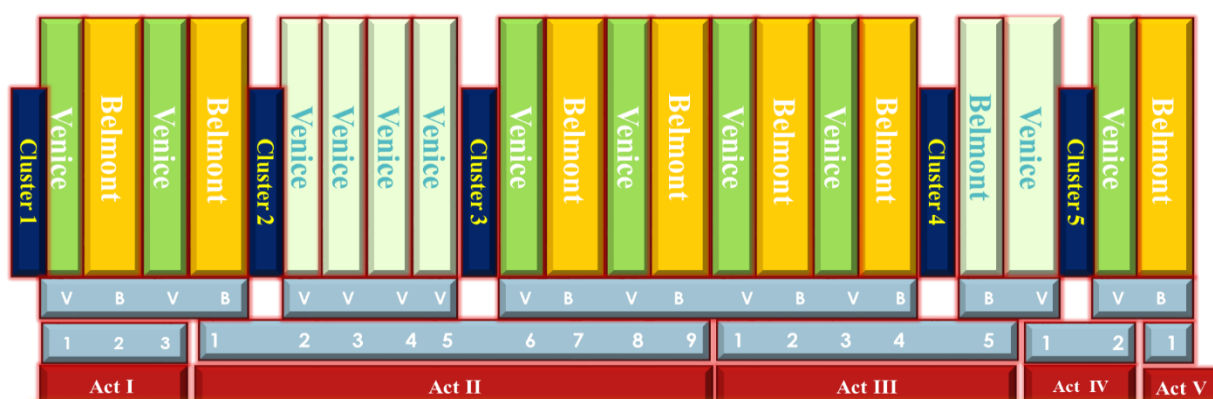 Cluster 1
Venice
Belmont
Venice
Belmont
Cluster 2
Venice
Venice
Venice
Venice
Cluster 3
Venice
Belmont
Venice
Belmont
Venice
Belmont
Venice
Belmont
Cluster 4
Belmont
Venice
Cluster 5
Venice
Belmont
V B V B V V V V V B V B V B V B B V V B
1 2 3 1 2 3 4 5 6 7 8 9 1 2 3 4 5 1 2 1
Act I Act II Act III Act IV Act V